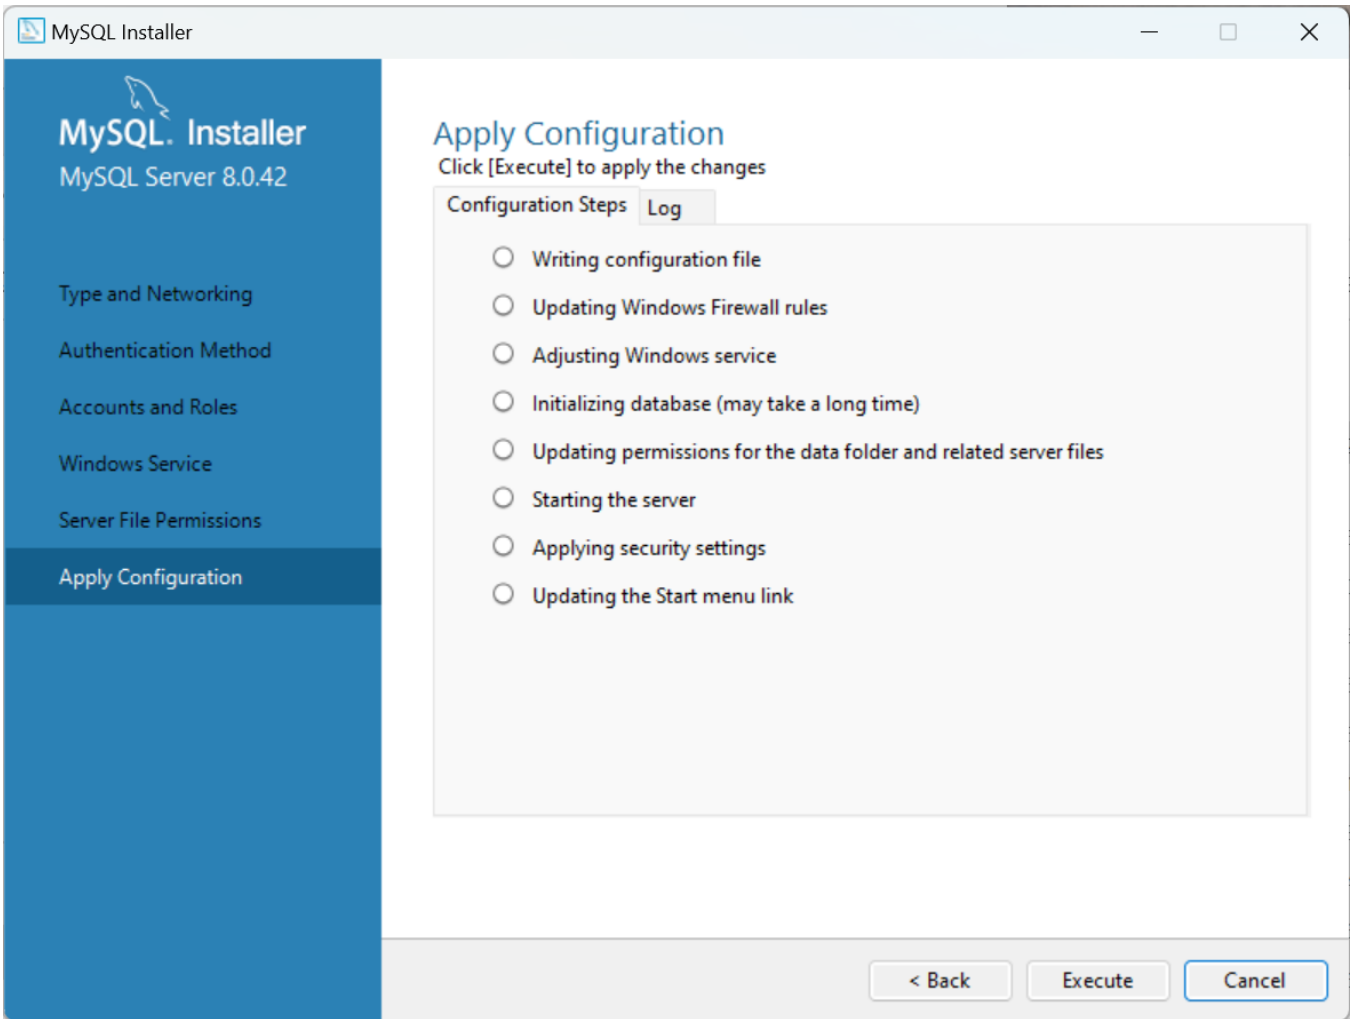 MySQL Installer
MySQL. Installer
MySQL Server 8.0.42
Type and Networking
Authentication Method
Accounts and Roles
Windows Service
Server File Permissions
Apply Configuration
Apply Configuration
Click [Execute] to apply the changes
Configuration Steps
Log
Writing configuration file
Updating Windows Firewall rules
Adjusting Windows service
Initializing database (may take a long time)
Updating permissions for the data folder and related server files
Starting the server
Applying security settings
Updating the Start menu link
< Back
Execute
Cancel